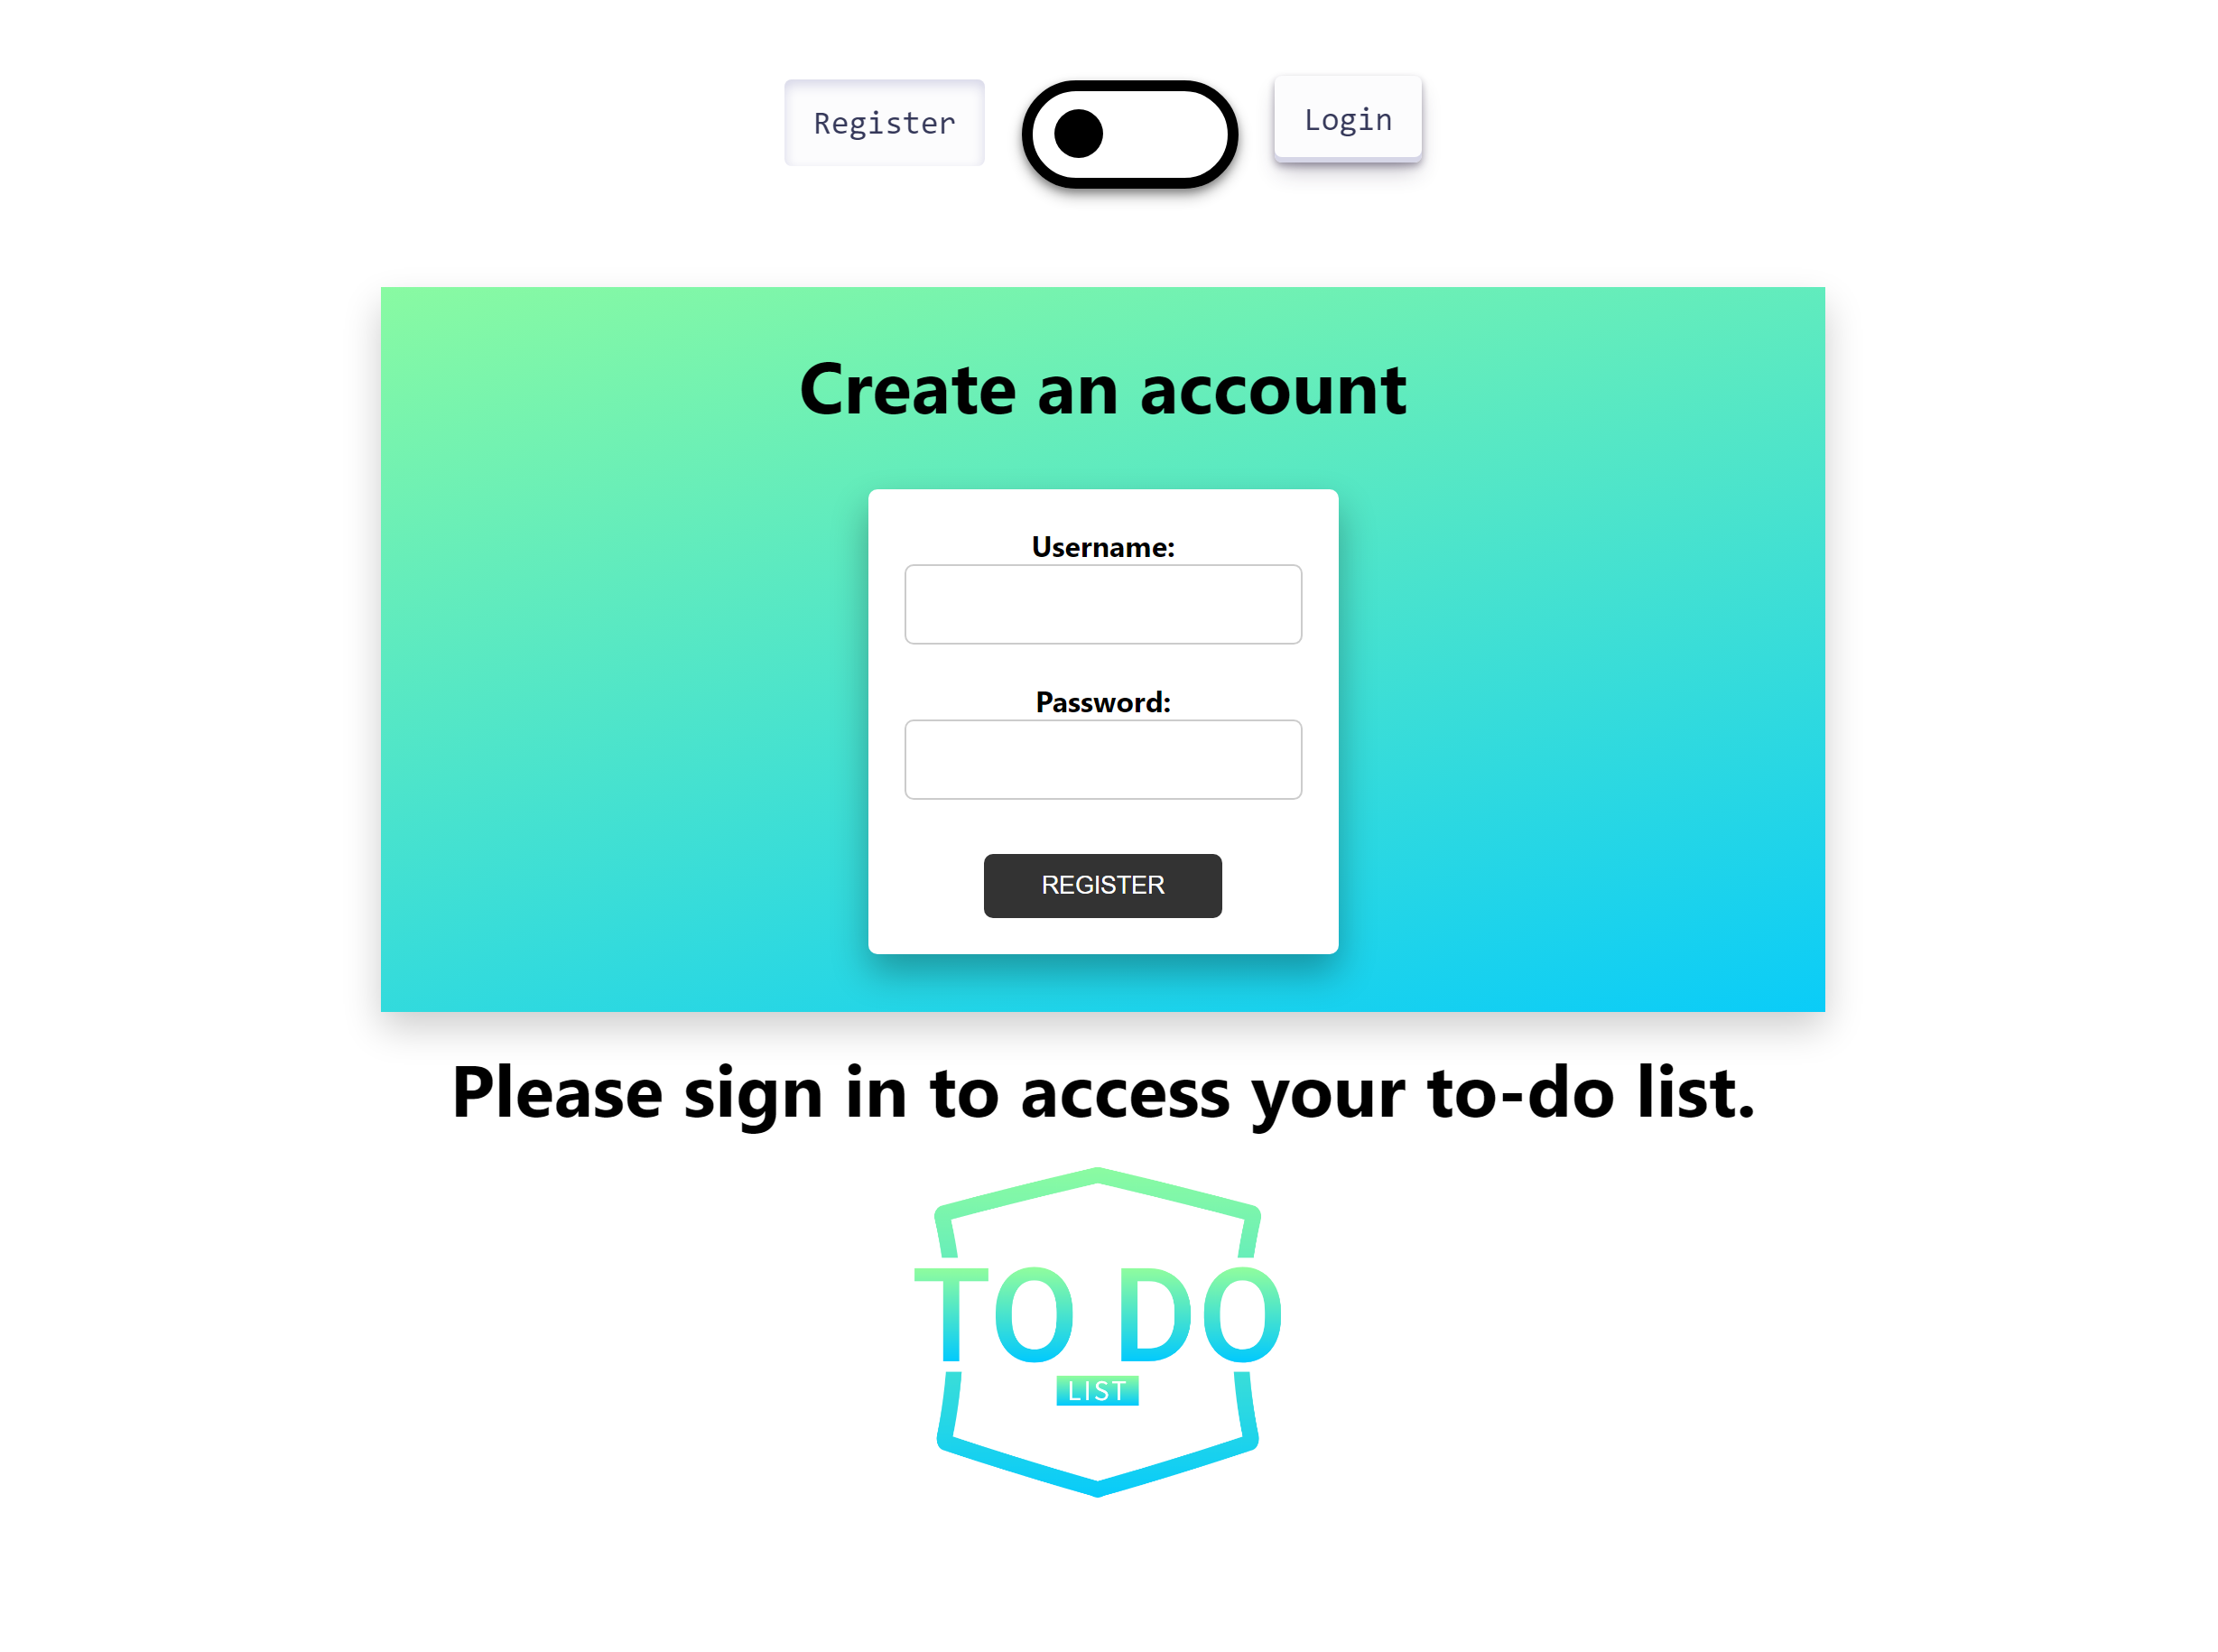 Register
Login
Create an account
Username:
Password:
REGISTER
Please sign in to access your to-do list.
TO DO
LIST